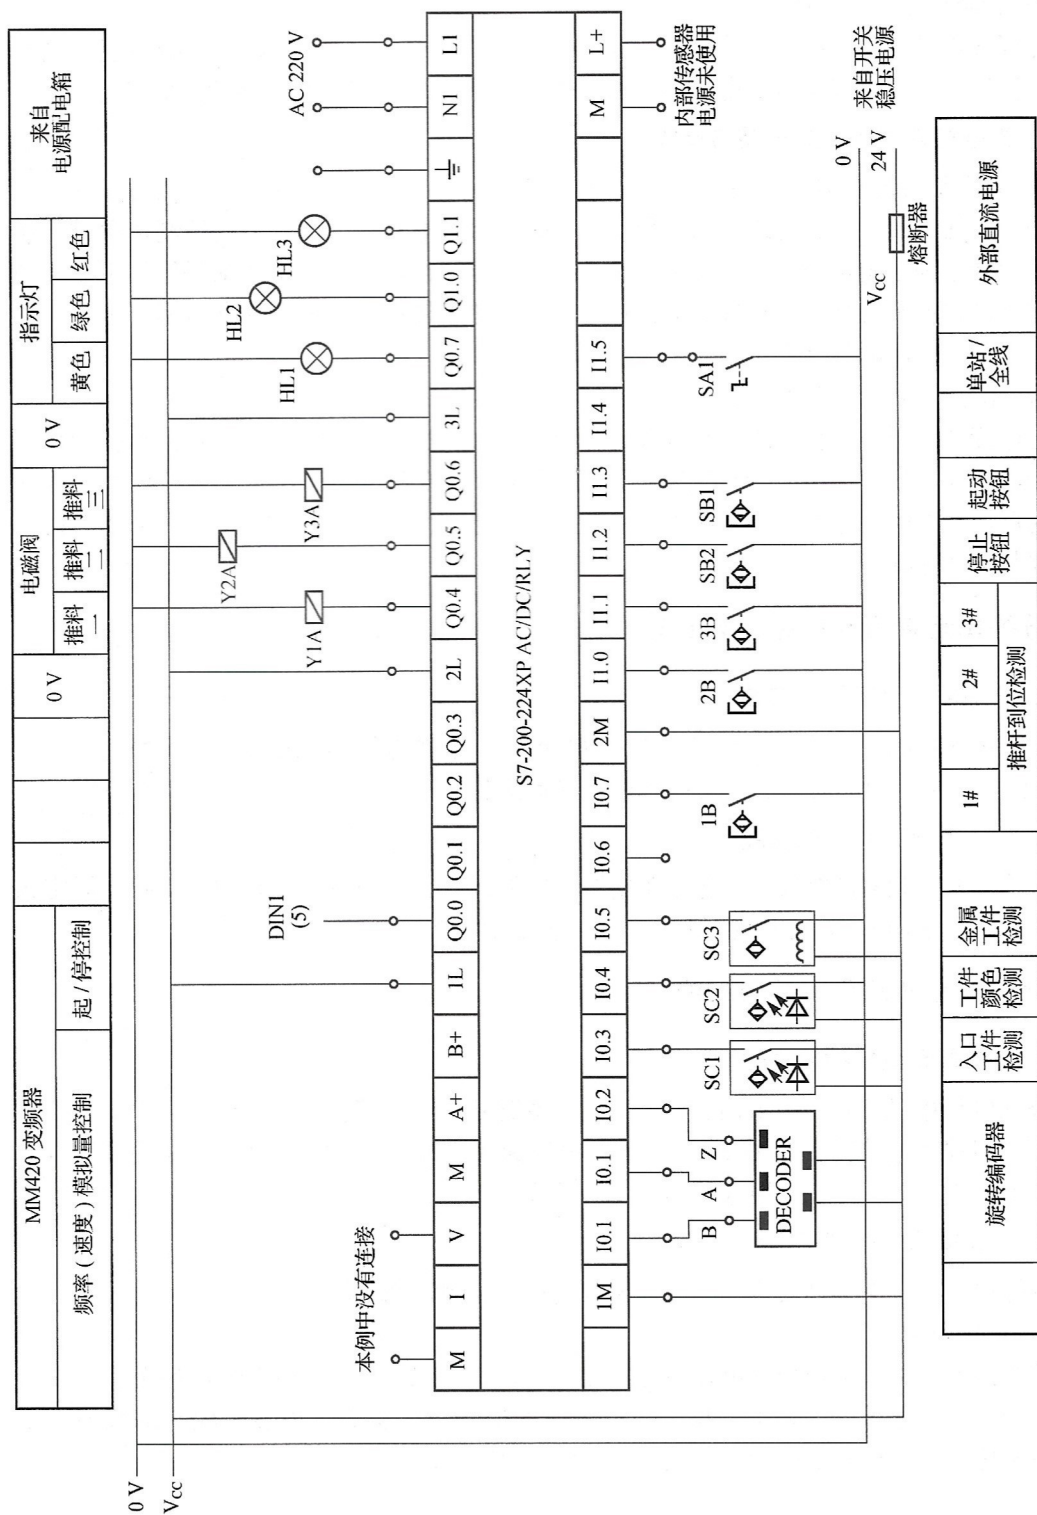 MM420 变频器
频率（速度）模拟量控制
起/停控制
0 V
电磁阀
推料
一
推料
二
推料
三
0 V
指示灯
黄色
绿色
红色
来自
电源配电箱
0 V
Vcc
Y2A
HL2
本例中没有连接
DIN1
(5)
Y1A
Y3A
HL1
HL3
AC 220 V
M
I
V
M
A+
B+
1L
Q0.0
Q0.1
Q0.2
Q0.3
2L
Q0.4
Q0.5
Q0.6
3L
Q0.7
Q1.0
Q1.1
N1
L1
S7-200-224XP AC/DC/RLY
1M
I0.1
I0.1
I0.2
I0.3
I0.4
I0.5
I0.6
I0.7
2M
I1.0
I1.1
I1.2
I1.3
I1.4
I1.5
M
L+
内部传感器
电源未使用
B
A
Z
DECODER
SC1
SC2
SC3
1B
2B
3B
SB2
SB1
SA1
0 V
24 V
来自开关
稳压电源
Vcc
熔断器
旋转编码器
入口
工件
检测
工件
颜色
检测
金属
工件
检测
1#
2#
3#
推杆到位检测
停止
按钮
起动
按钮
单站/
全线
外部直流电源